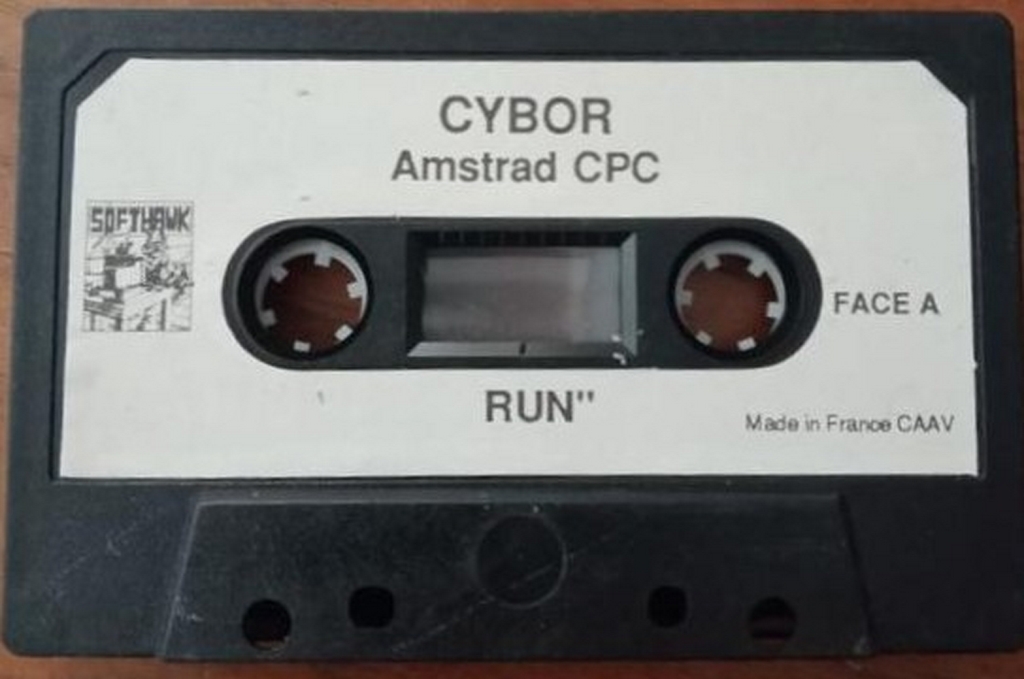 CYBOR
Amstrad CPC
SOFTHAWK
FACE A
RUN"
Made in France CAAV